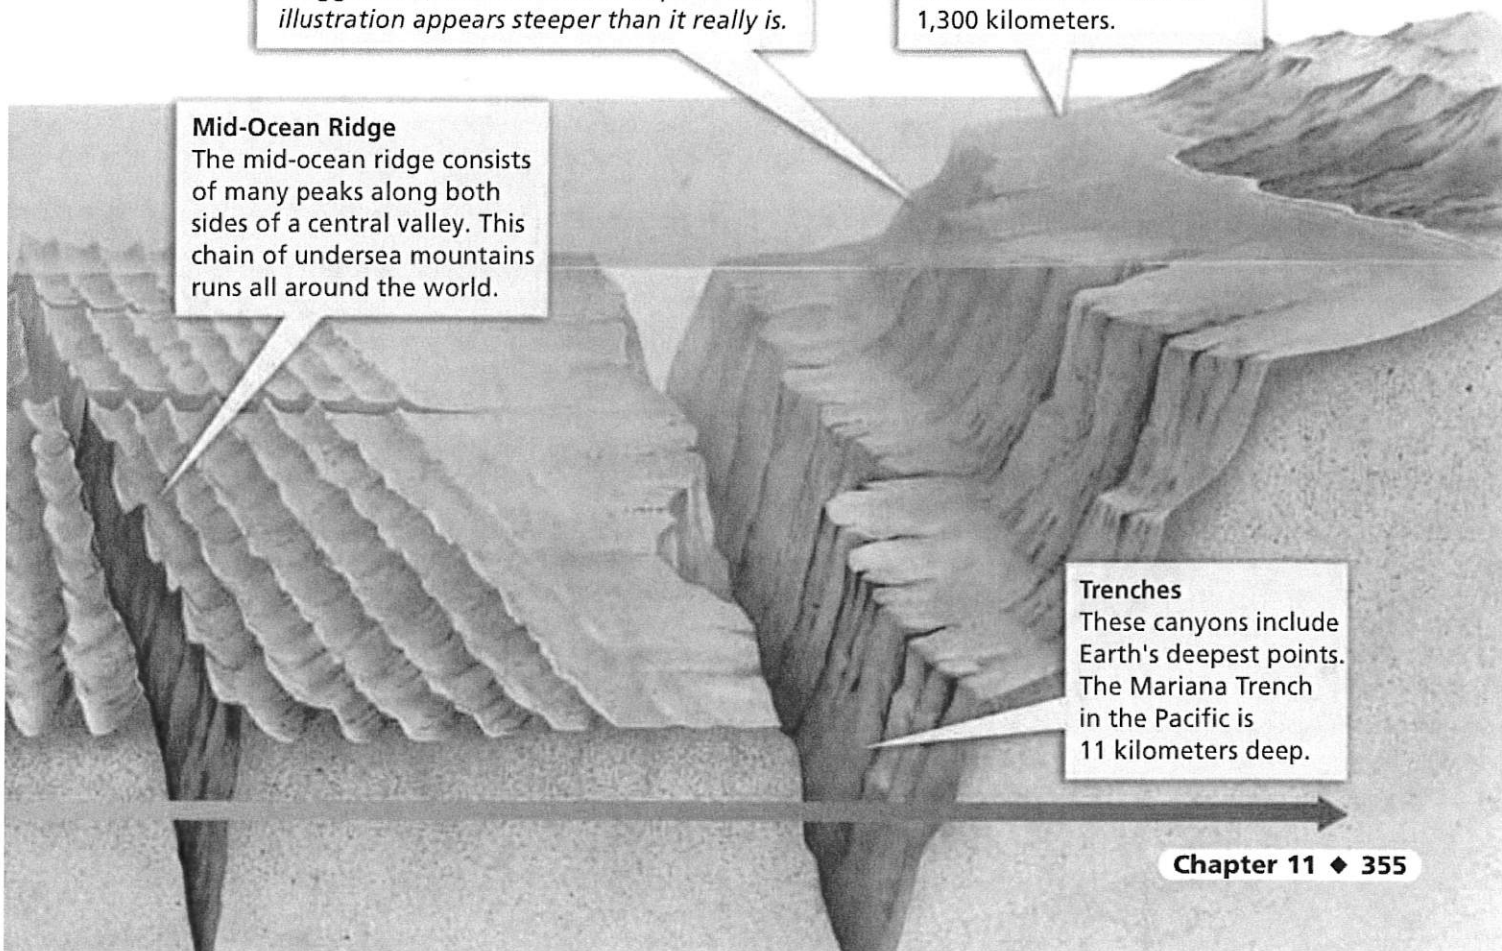 illustration appears steeper than it really is.
1,300 kilometers.
Mid-Ocean Ridge
The mid-ocean ridge consists
of many peaks along both
sides of a central valley. This
chain of undersea mountains
runs all around the world.
Trenches
These canyons include
Earth's deepest points.
The Mariana Trench
in the Pacific is
11 kilometers deep.
Chapter 11 ◆ 355